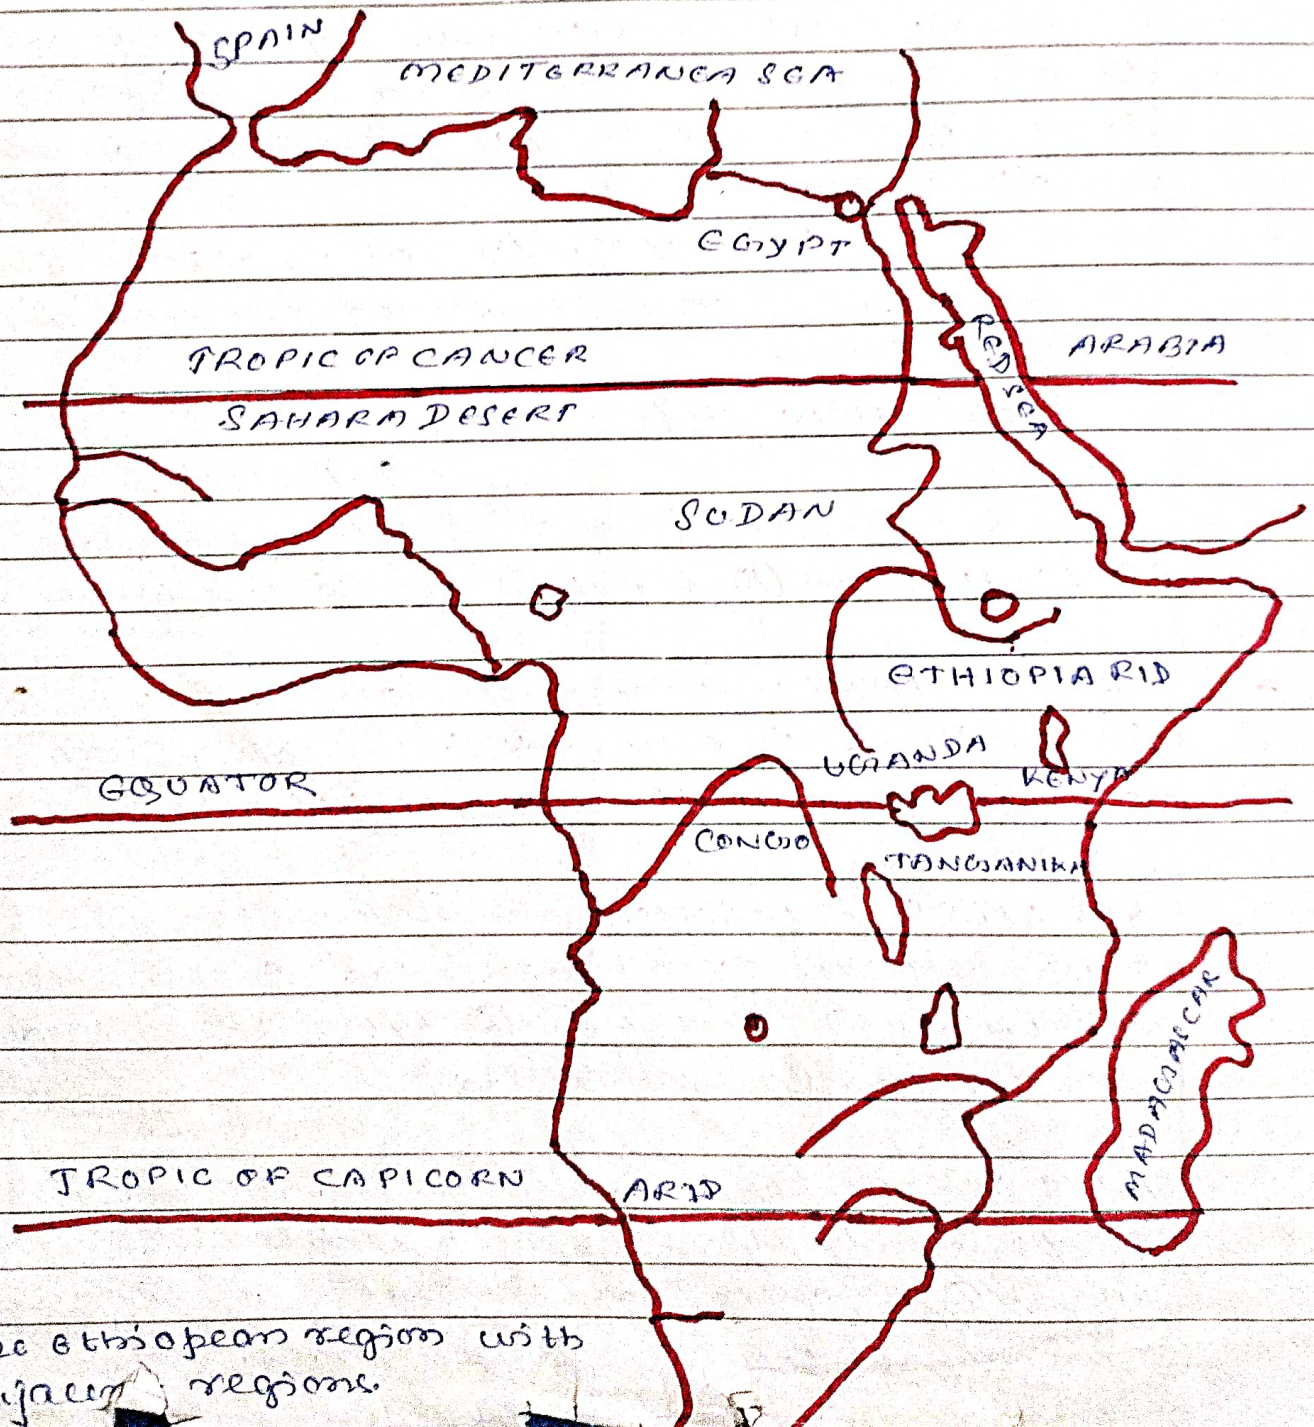 SPAIN
MEDITERRANEA SEA
EGYPT
TROPIC OF CANCER
RED SEA
ARABIA
SAHARA DESERT
SUDAN
ETHIOPIA RID
UGANDA
KENYA
EQUATOR
CONGO
TANGANIKA
MADAGASCAR
TROPIC OF CAPICORN
ARID
ethiopean region with
regions.